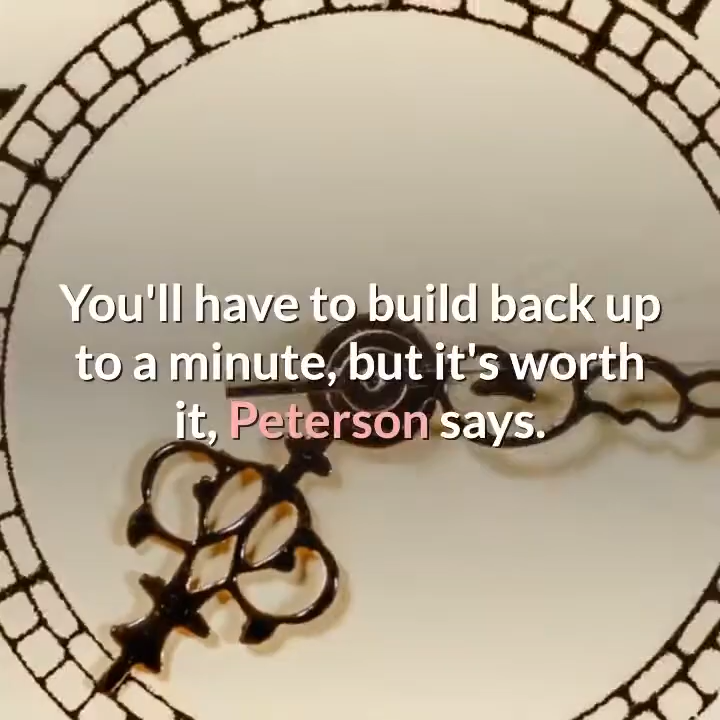 You'll have to build back up
to a minute, but it's worth
it, Peterson says.